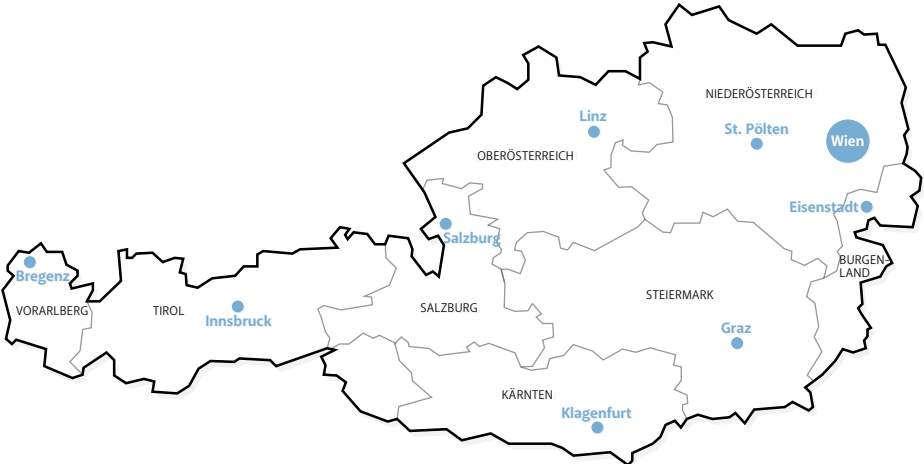 NIEDERÖSTERREICH
Linz
St. Pölten
Wien
OBERÖSTERREICH
Eisenstadt
Salzburg
BURGEN-
LAND
Bregenz
STEIERMARK
VORARLBERG
TIROL
SALZBURG
Innsbruck
Graz
KÄRNTEN
Klagenfurt